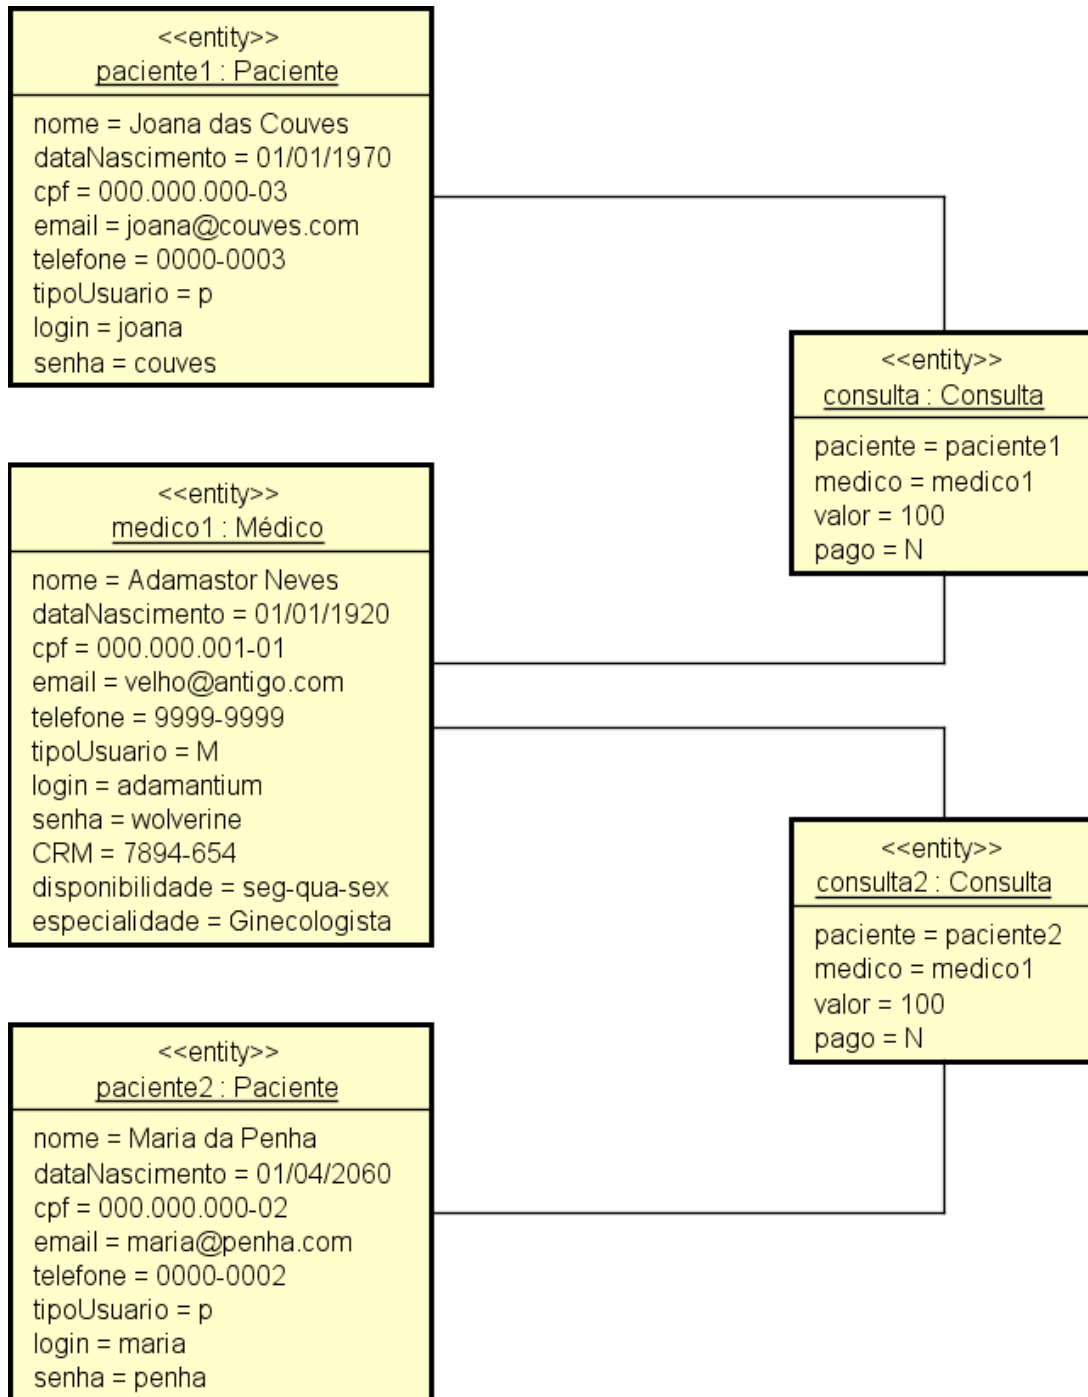 <<entity>>
paciente1 : Paciente
nome = Joana das Couves
dataNascimento = 01/01/1970
cpf = 000.000.000-03
email = joana@couves.com
telefone = 0000-0003
tipoUsuario = p
login = joana
senha = couves
<<entity>>
consulta : Consulta
paciente = paciente1
medico = medico1
valor = 100
pago = N
<<entity>>
medico1 : Médico
nome = Adamastor Neves
dataNascimento = 01/01/1920
cpf = 000.000.001-01
email = velho@antigo.com
telefone = 9999-9999
tipoUsuario = M
login = adamantium
senha = wolverine
CRM = 7894-654
disponibilidade = seg-qua-sex
especialidade = Ginecologista
<<entity>>
consulta2 : Consulta
paciente = paciente2
medico = medico1
valor = 100
pago = N
<<entity>>
paciente2 : Paciente
nome = Maria da Penha
dataNascimento = 01/04/2060
cpf = 000.000.000-02
email = maria@penha.com
telefone = 0000-0002
tipoUsuario = p
login = maria
senha = penha